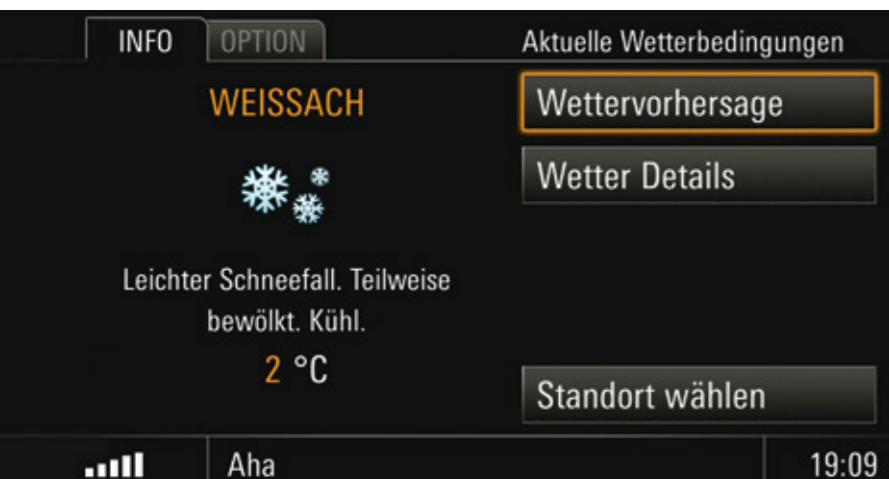 INFO
OPTION
Aktuelle Wetterbedingungen
WEISSACH
Leichter Schneefall. Teilweise
bewölkt. Kühl.
2 °C
Wettervorhersage
Wetter Details
Standort wählen
Aha
19:09